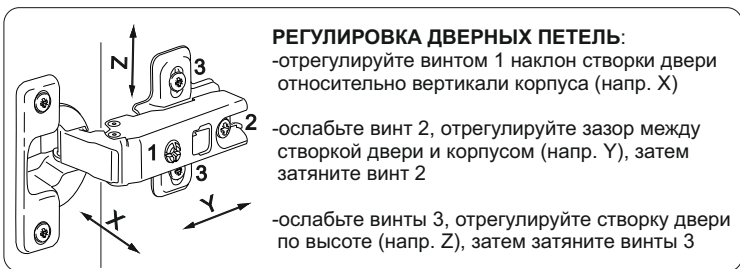 РЕГУЛИРОВКА ДВЕРНЫХ ПЕТЕЛЬ:
-отрегулируйте винтом 1 наклон створки двери
относительно вертикали корпуса (напр. X)
-ослабьте винт 2, отрегулируйте зазор между
створкой двери и корпусом (напр. Y), затем
затяните винт 2
-ослабьте винты 3, отрегулируйте створку двери
по высоте (напр. Z), затем затяните винты 3
Z
3
2
1
3
X
Y